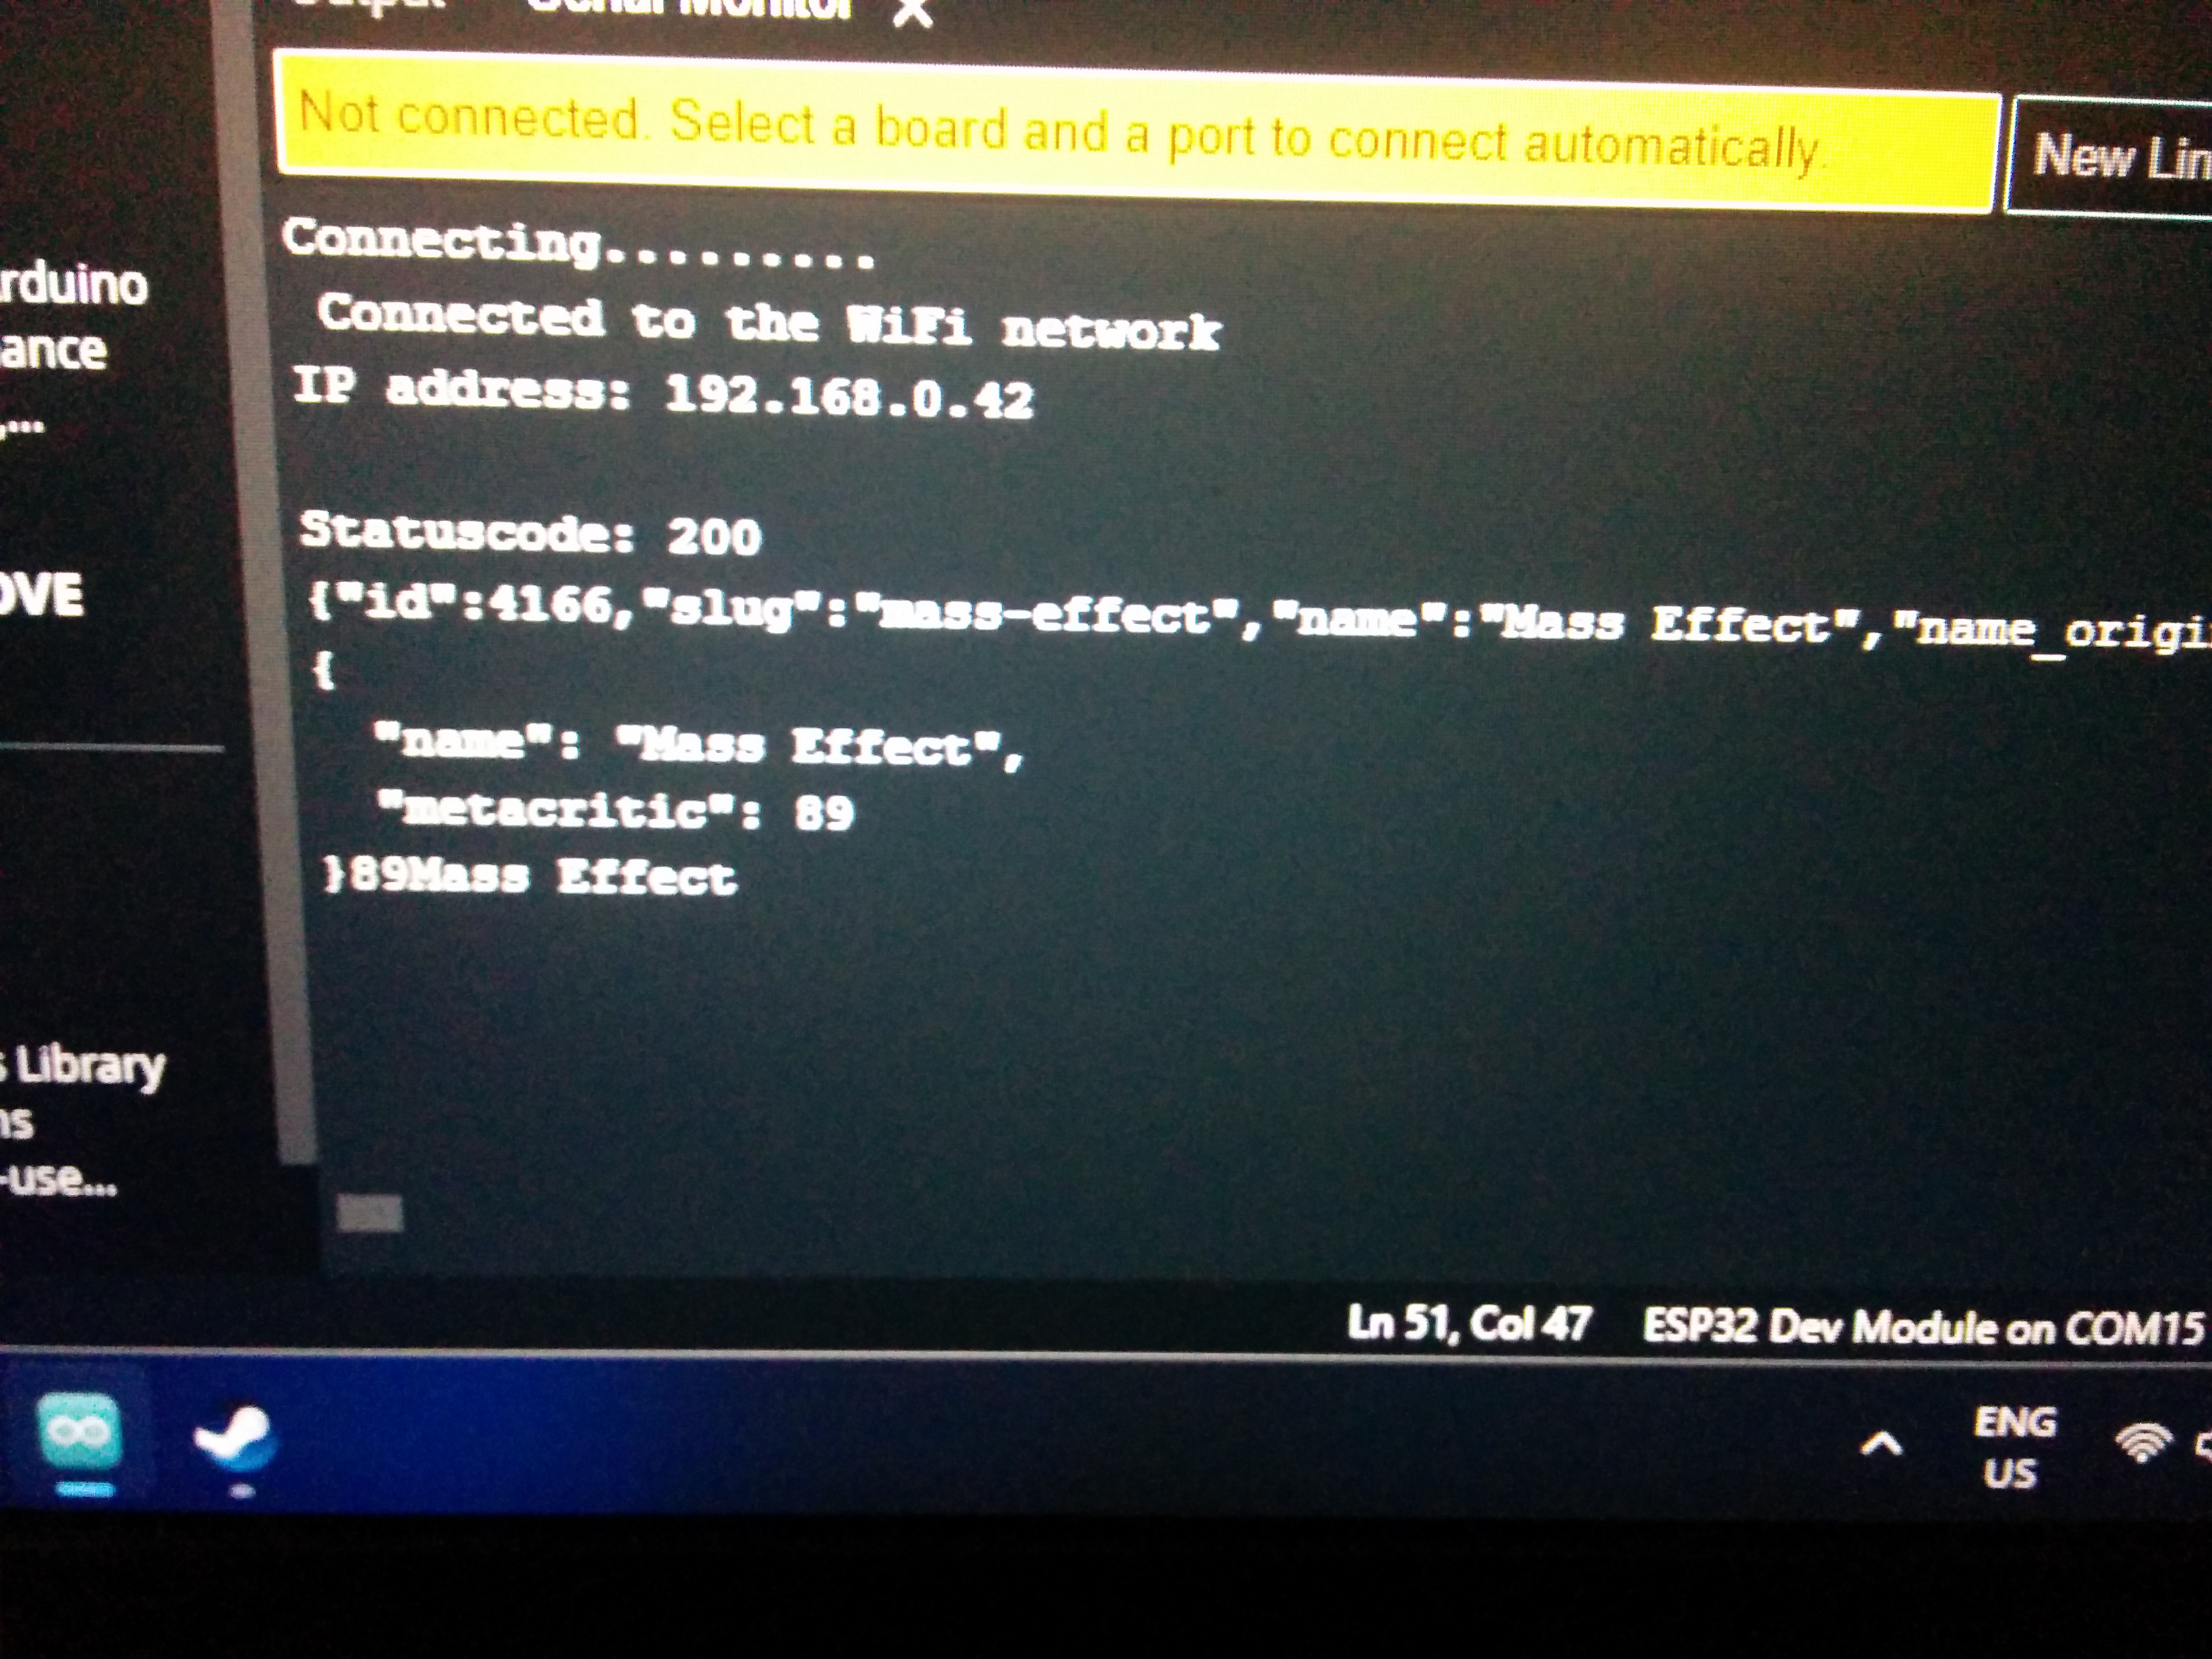 Output Serial Monitor X
Not connected. Select a board and a port to connect automatically.
New Lin
Connecting.........
Connected to the WiFi network
IP address: 192.168.0.42
Statuscode: 200
{"id":4166,"slug":"mass-effect","name":"Mass Effect","name_origi
{
"name": "Mass Effect",
"metacritic": 89
}89Mass Effect
rduino
ance
,...
OVE
s Library
ns
-use...
Ln 51, Col 47 ESP32 Dev Module on COM15
ENG
US